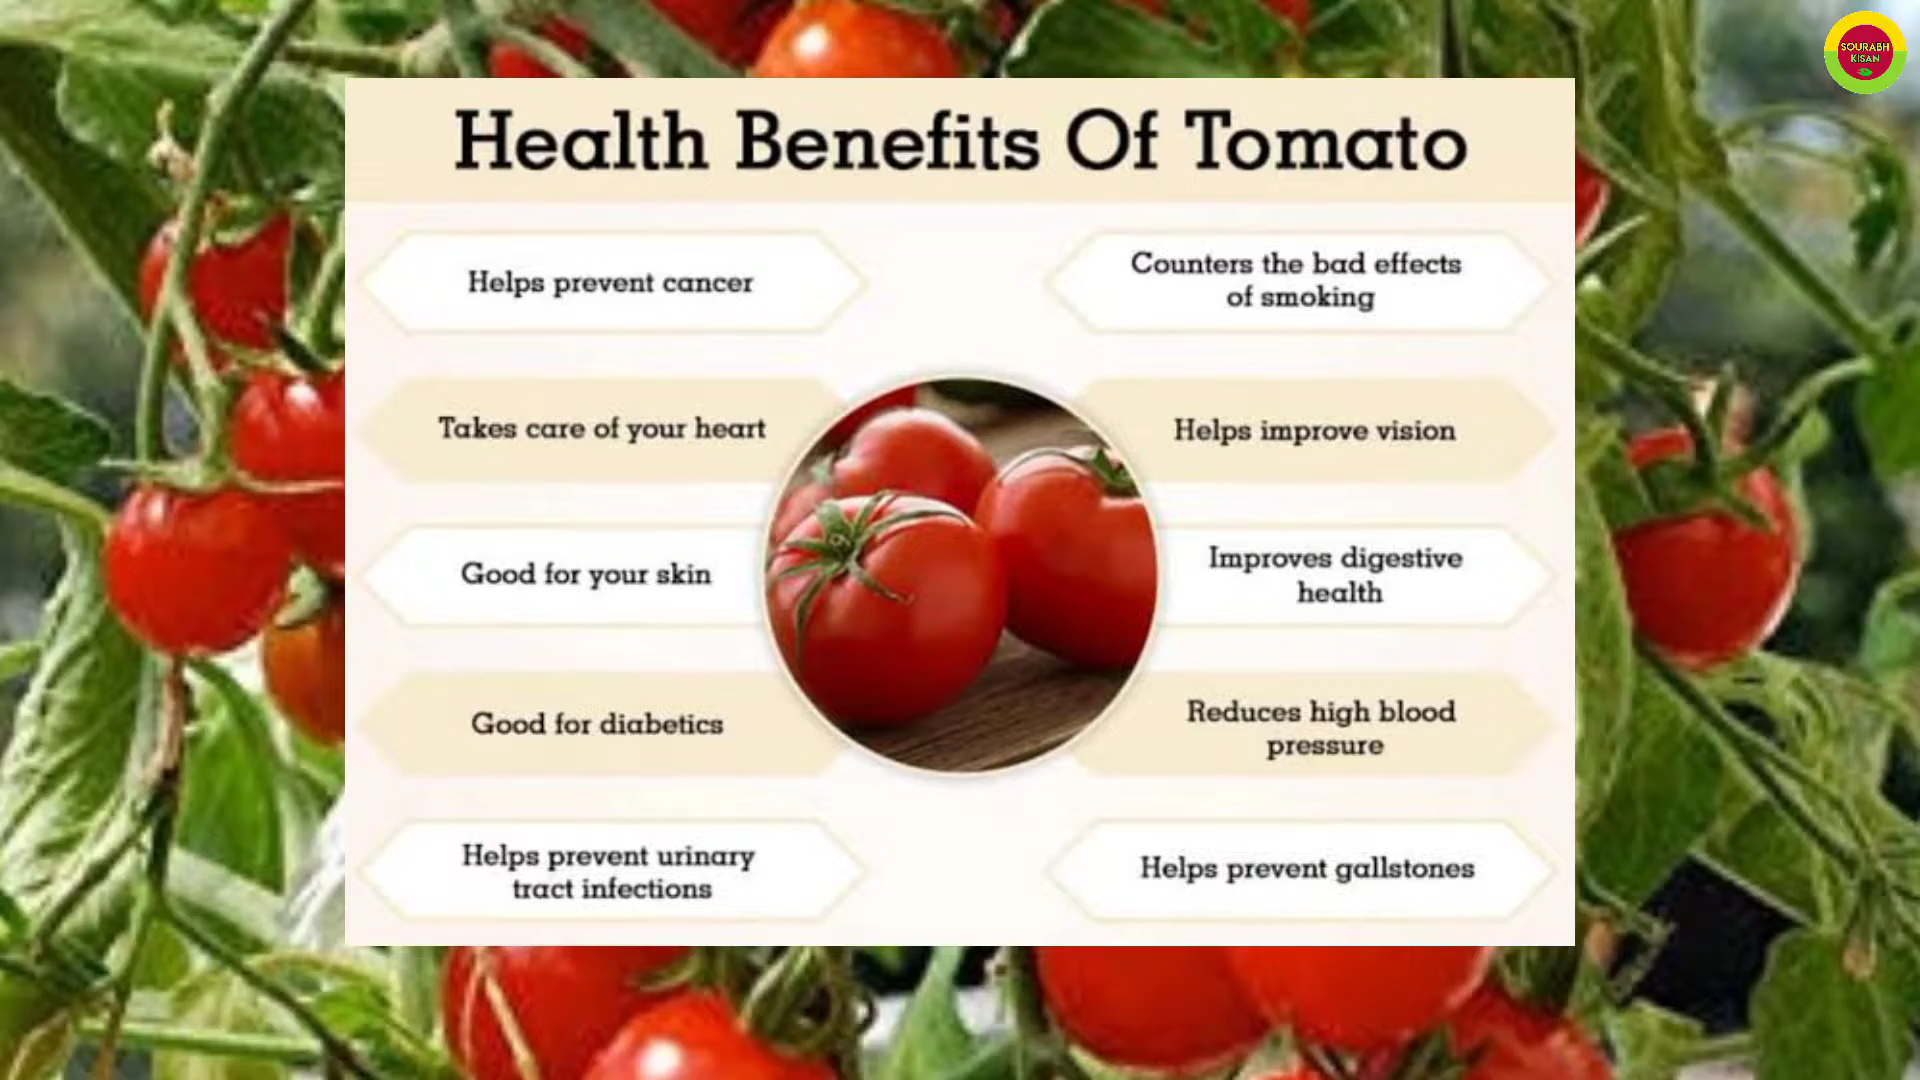 SOURABH
KISAN
Health Benefits Of Tomato
Helps prevent cancer
Takes care of your heart
Good for your skin
Good for diabetics
Helps prevent urinary
tract infections
Counters the bad effects
of smoking
Helps improve vision
Improves digestive
health
Reduces high blood
pressure
Helps prevent gallstones